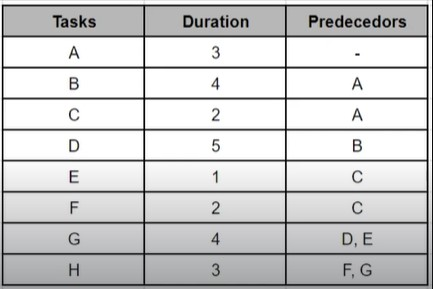 Tasks Duration Predecedors
A 3 -
B 4 A
C 2 A
D 5 B
E 1 C
F 2 C
G 4 D, E
H 3 F, G